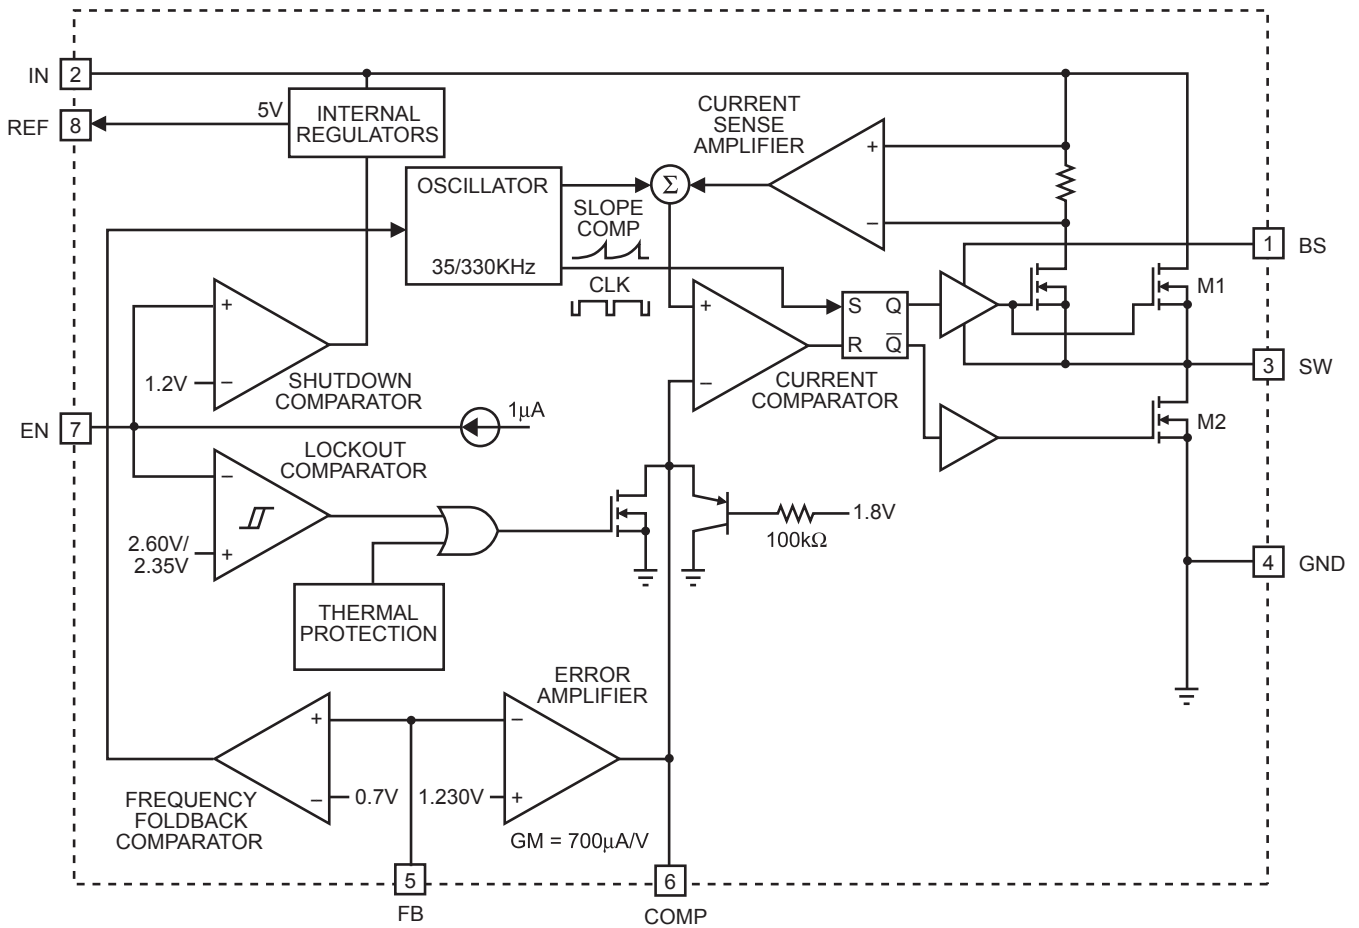 IN 2
REF 8
5V
INTERNAL
REGULATORS
CURRENT
SENSE
AMPLIFIER
+
–
OSCILLATOR
35/330KHz
Σ
SLOPE
COMP
CLK
1 BS
M1
S Q
R Q̅
+
–
CURRENT
COMPARATOR
3 SW
M2
+
1.2V –
SHUTDOWN
COMPARATOR
EN 7
1µA
LOCKOUT
COMPARATOR
–
2.60V/
2.35V
+
1.8V
100kΩ
4 GND
THERMAL
PROTECTION
ERROR
AMPLIFIER
+
– 0.7V
–
1.230V +
FREQUENCY
FOLDBACK
COMPARATOR
GM = 700µA/V
5
FB
6
COMP